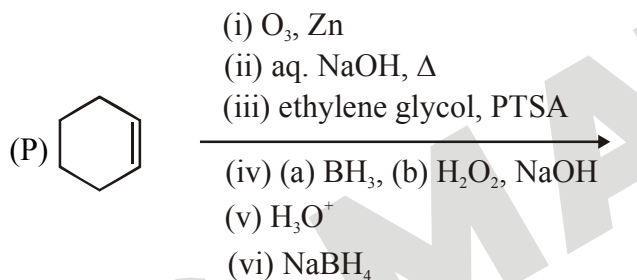 (i) O₃, Zn
(ii) aq. NaOH, Δ
(iii) ethylene glycol, PTSA
(P)
(iv) (a) BH₃, (b) H₂O₂, NaOH
(v) H₃O⁺
(vi) NaBH₄